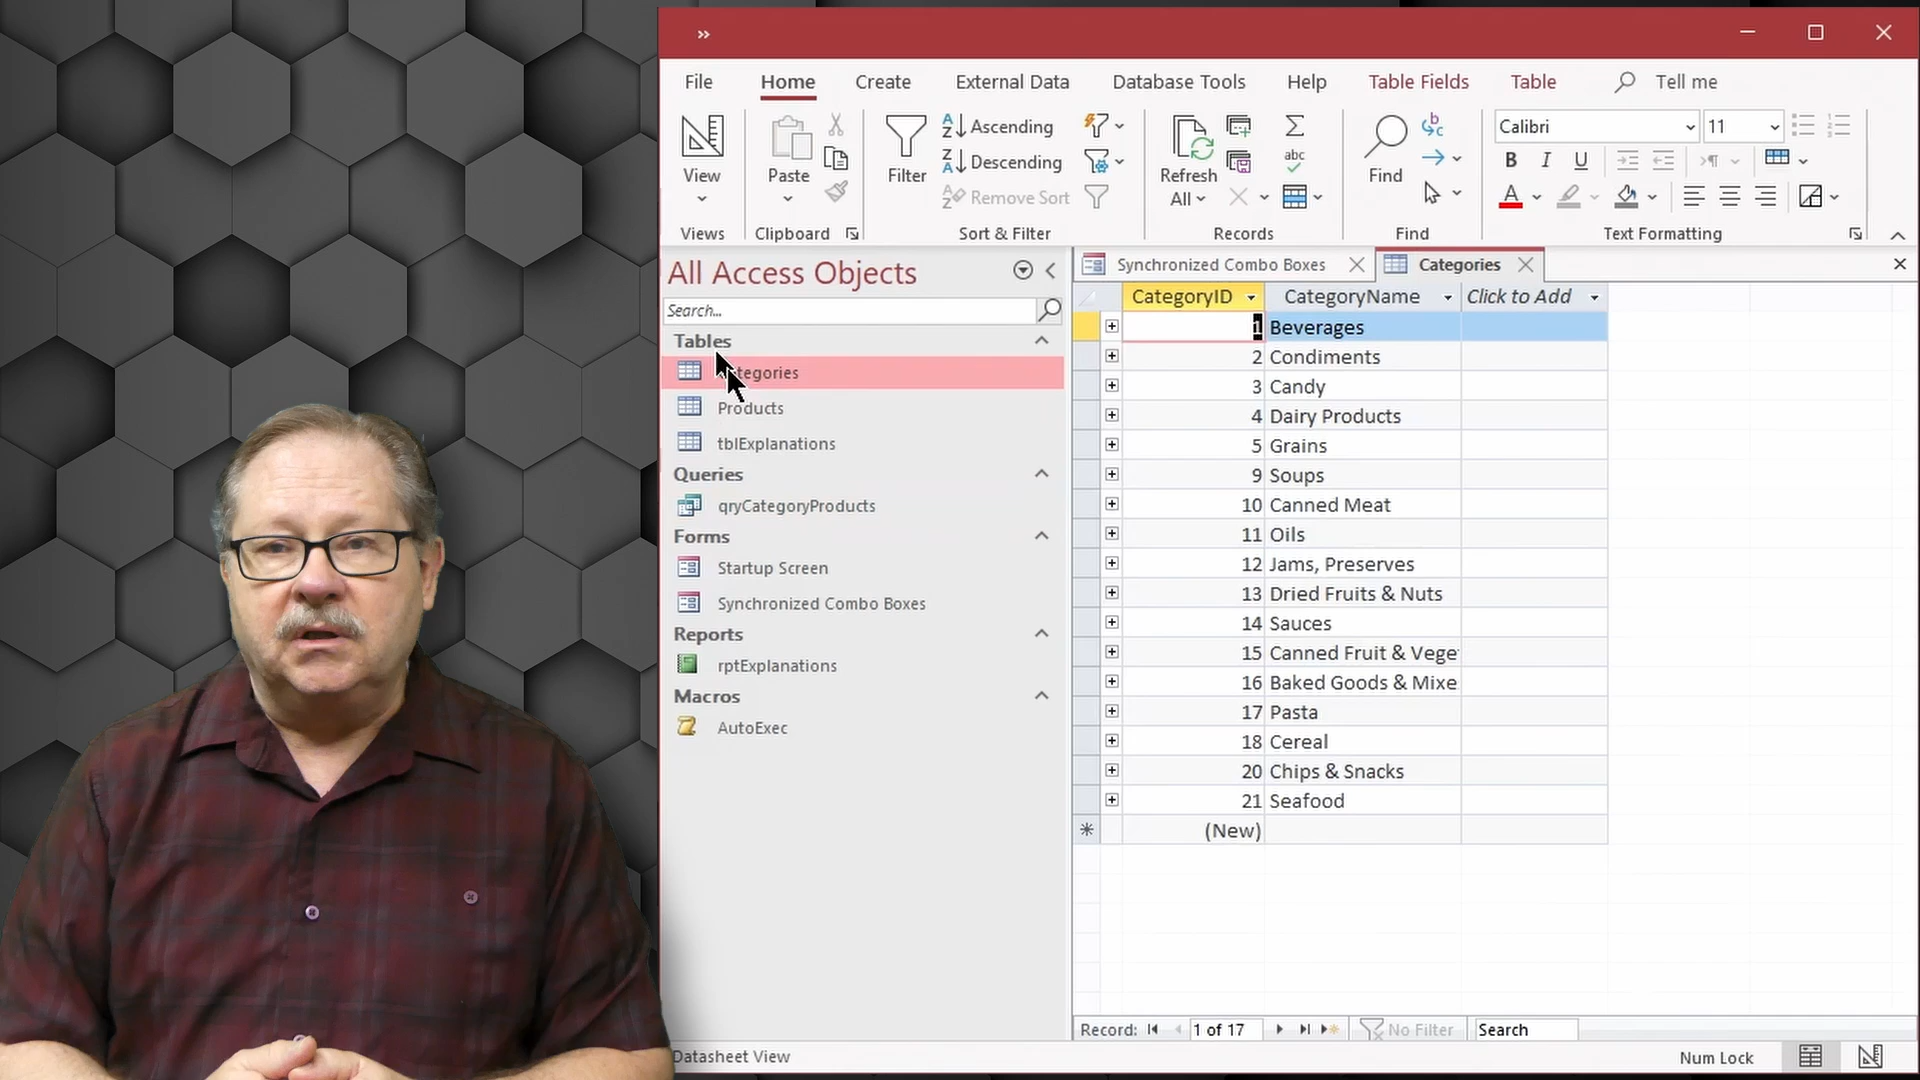 »
File Home Create External Data Database Tools Help Table Fields Table Tell me
View
Views
Paste
Clipboard
Filter
Ascending
Descending
Remove Sort
Sort & Filter
Refresh
All
abc
Records
Find
Find
Calibri 11
B I U
A
Text Formatting
All Access Objects
Search...
Tables
tegories
Products
tblExplanations
Queries
qryCategoryProducts
Forms
Startup Screen
Synchronized Combo Boxes
Reports
rptExplanations
Macros
AutoExec
Synchronized Combo Boxes Categories
CategoryID CategoryName Click to Add
1 Beverages
2 Condiments
3 Candy
4 Dairy Products
5 Grains
9 Soups
10 Canned Meat
11 Oils
12 Jams, Preserves
13 Dried Fruits & Nuts
14 Sauces
15 Canned Fruit & Vege
16 Baked Goods & Mixe
17 Pasta
18 Cereal
20 Chips & Snacks
21 Seafood
(New)
Record: 1 of 17 No Filter Search
Datasheet View Num Lock